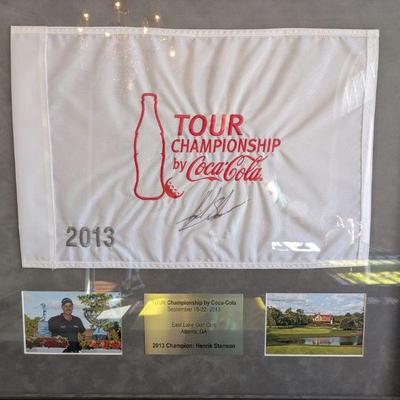 TOUR
CHAMPIONSHIP
by Coca-Cola
2013
TOUR Championship by Coca-Cola
September 18-22, 2013
East Lake Golf Club
Atlanta, GA
2013 Champion: Henrik Stenson